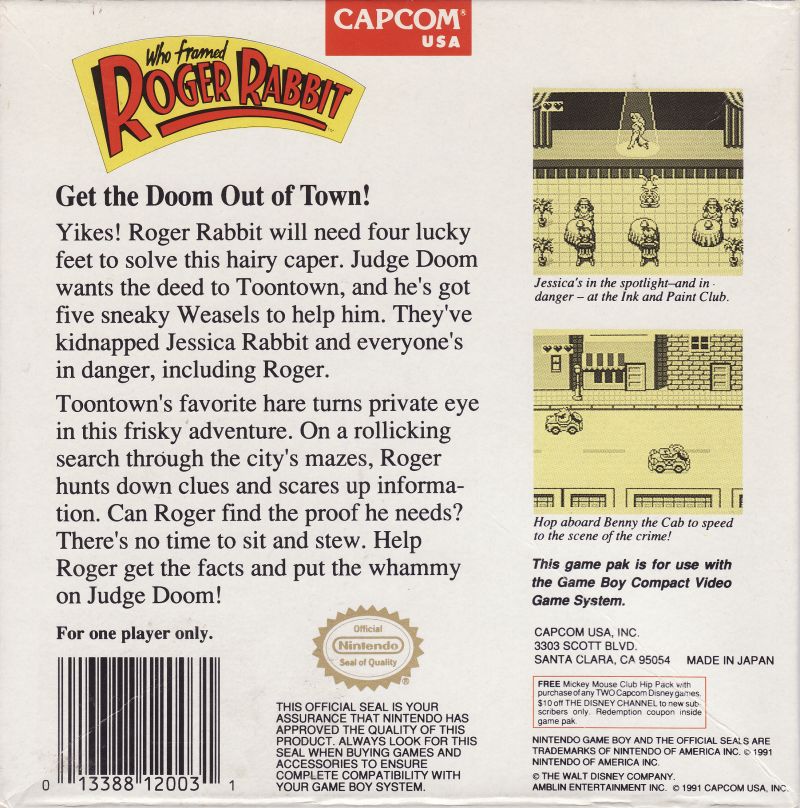 CAPCOM®
USA
Who framed
ROGER RABBIT™
Get the Doom Out of Town!
Yikes! Roger Rabbit will need four lucky
feet to solve this hairy caper. Judge Doom
wants the deed to Toontown, and he's got
five sneaky Weasels to help him. They've
kidnapped Jessica Rabbit and everyone's
in danger, including Roger.
Toontown's favorite hare turns private eye
in this frisky adventure. On a rollicking
search through the city's mazes, Roger
hunts down clues and scares up informa-
tion. Can Roger find the proof he needs?
There's no time to sit and stew. Help
Roger get the facts and put the whammy
on Judge Doom!
For one player only.
0 13388 12003 1
Official
Nintendo
Seal of Quality
®
THIS OFFICIAL SEAL IS YOUR
ASSURANCE THAT NINTENDO HAS
APPROVED THE QUALITY OF THIS
PRODUCT. ALWAYS LOOK FOR THIS
SEAL WHEN BUYING GAMES AND
ACCESSORIES TO ENSURE
COMPLETE COMPATIBILITY WITH
YOUR GAME BOY SYSTEM.
Jessica's in the spotlight–and in
danger – at the Ink and Paint Club.
Hop aboard Benny the Cab to speed
to the scene of the crime!
This game pak is for use with
the Game Boy Compact Video
Game System.
CAPCOM USA, INC.
3303 SCOTT BLVD.
SANTA CLARA, CA 95054 MADE IN JAPAN
FREE Mickey Mouse Club Hip Pack with
purchase of any TWO Capcom Disney games.
$10 off THE DISNEY CHANNEL to new sub
scribers only. Redemption coupon inside
game pak.
NINTENDO GAME BOY AND THE OFFICIAL SEALS ARE
TRADEMARKS OF NINTENDO OF AMERICA INC. © 1991
NINTENDO OF AMERICA INC.
© THE WALT DISNEY COMPANY.
AMBLIN ENTERTAINMENT INC. © 1991 CAPCOM USA, INC.